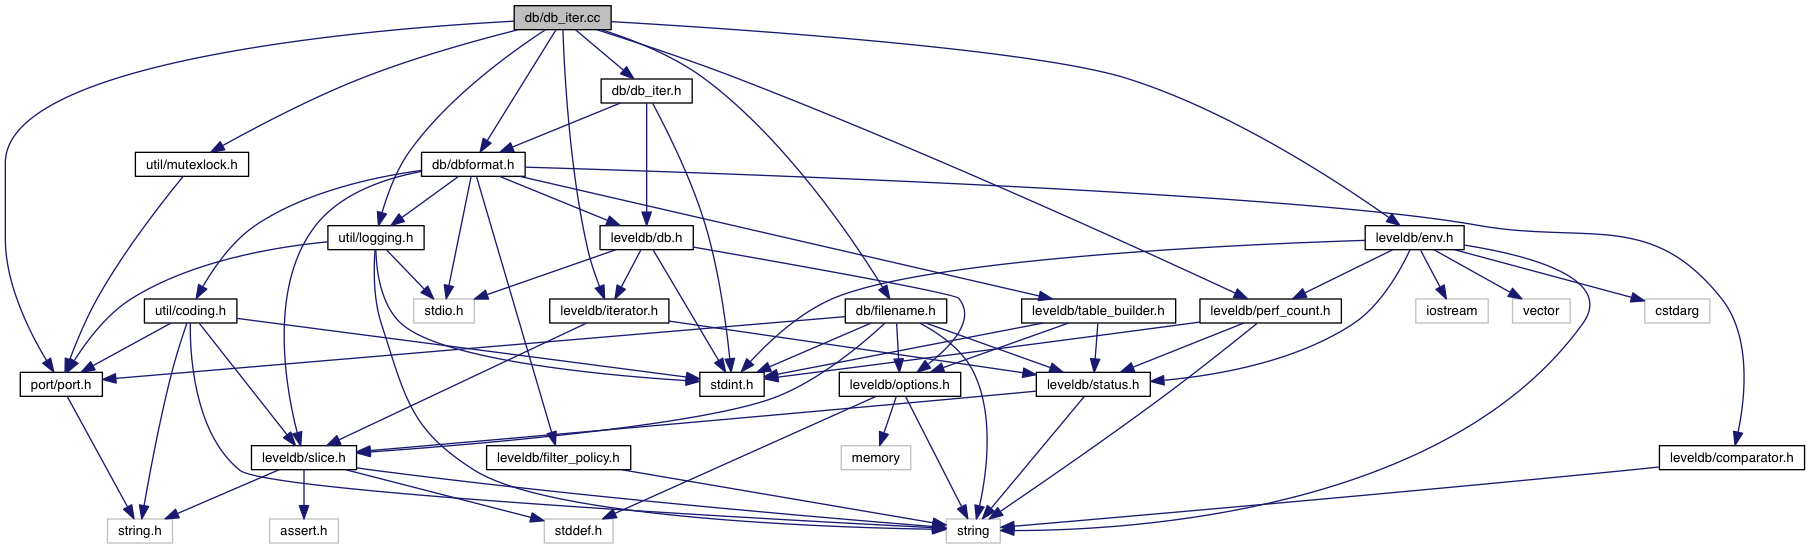 db/db_iter.cc
db/db_iter.h
util/mutexlock.h
db/dbformat.h
util/logging.h
leveldb/db.h
leveldb/env.h
util/coding.h
stdio.h
leveldb/iterator.h
db/filename.h
leveldb/table_builder.h
leveldb/perf_count.h
iostream
vector
cstdarg
port/port.h
stdint.h
leveldb/options.h
leveldb/status.h
leveldb/slice.h
leveldb/filter_policy.h
memory
leveldb/comparator.h
string.h
assert.h
stddef.h
string